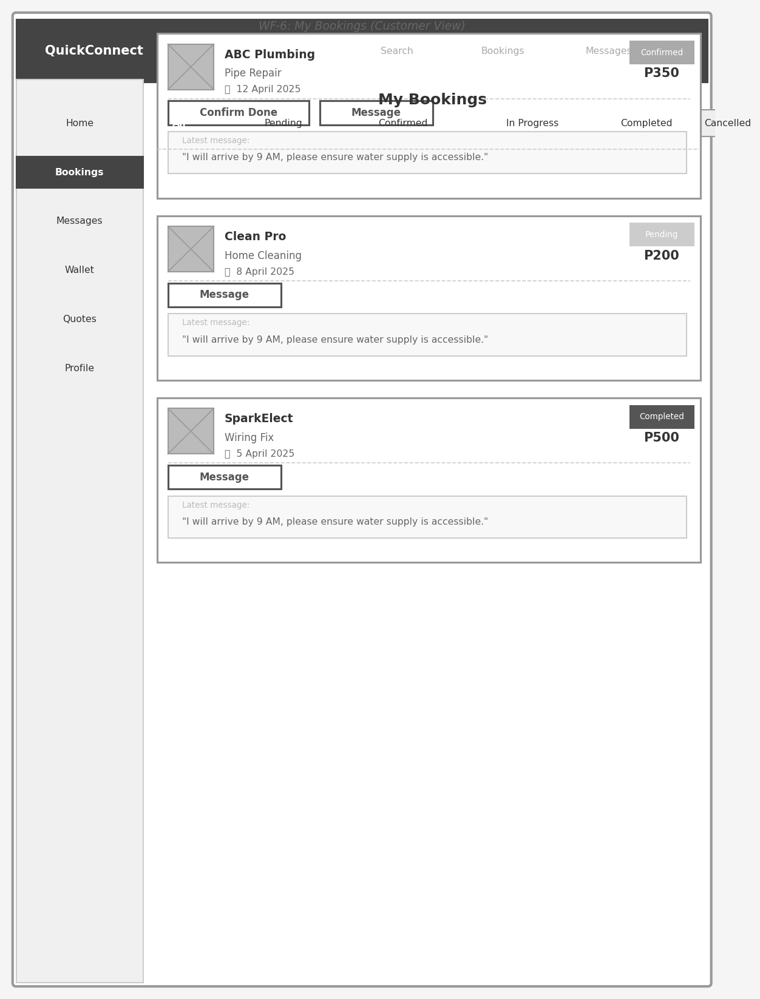 WF-6: My Bookings (Customer View)
QuickConnect
Search
Bookings
Messages
ABC Plumbing
Confirmed
Pipe Repair
P350
12 April 2025
My Bookings
Confirm Done
Message
Home
All
Pending
Confirmed
In Progress
Completed
Cancelled
Latest message:
"I will arrive by 9 AM, please ensure water supply is accessible."
Bookings
Messages
Wallet
Quotes
Profile
Clean Pro
Pending
Home Cleaning
P200
8 April 2025
Message
Latest message:
"I will arrive by 9 AM, please ensure water supply is accessible."
SparkElect
Completed
Wiring Fix
P500
5 April 2025
Message
Latest message:
"I will arrive by 9 AM, please ensure water supply is accessible."